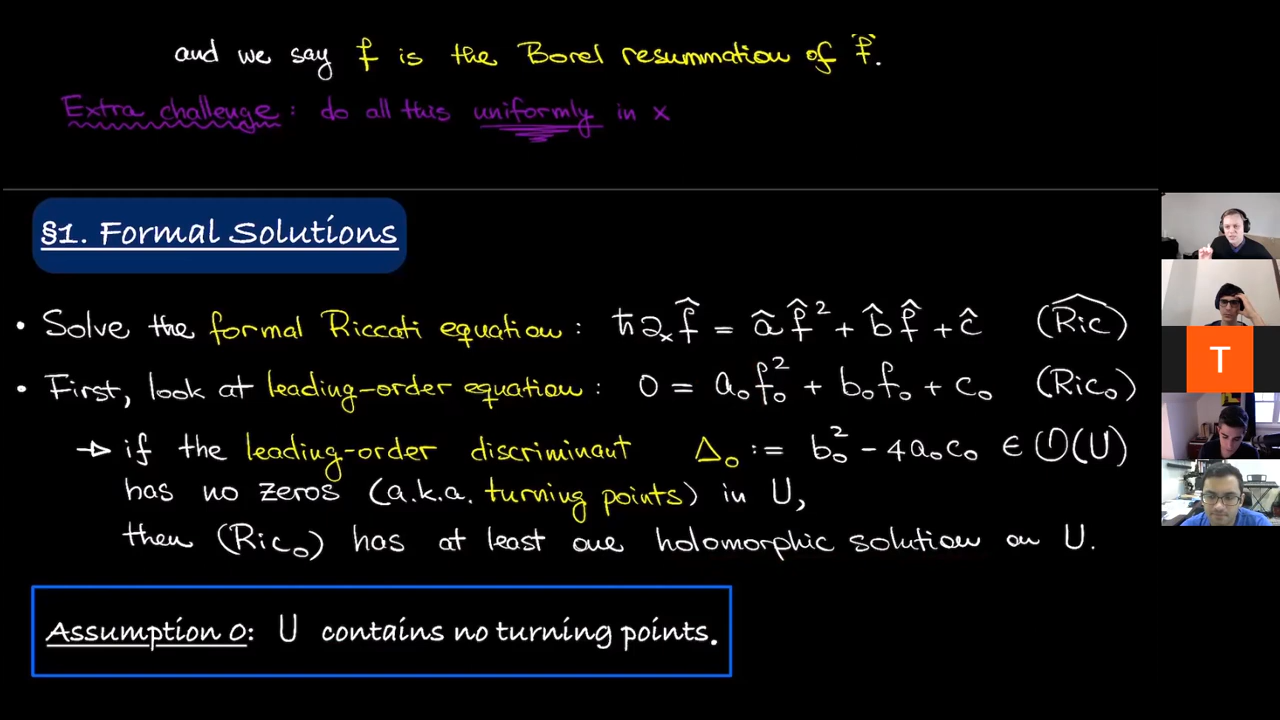 and we say f is the Borel resummation of f̂.
Extra challenge: do all this uniformly in x
§1. Formal Solutions
• Solve the formal Riccati equation: ħ∂ₓf̂ = âf̂² + b̂f̂ + ĉ (R̂ic)
• First, look at leading-order equation: 0 = a₀f₀² + b₀f₀ + c₀ (Ric₀)
→ if the leading-order discriminant Δ₀ := b₀² − 4a₀c₀ ∈ O(U)
has no zeros (a.k.a. turning points) in U,
then (Ric₀) has at least one holomorphic solution on U.
Assumption 0: U contains no turning points.
T